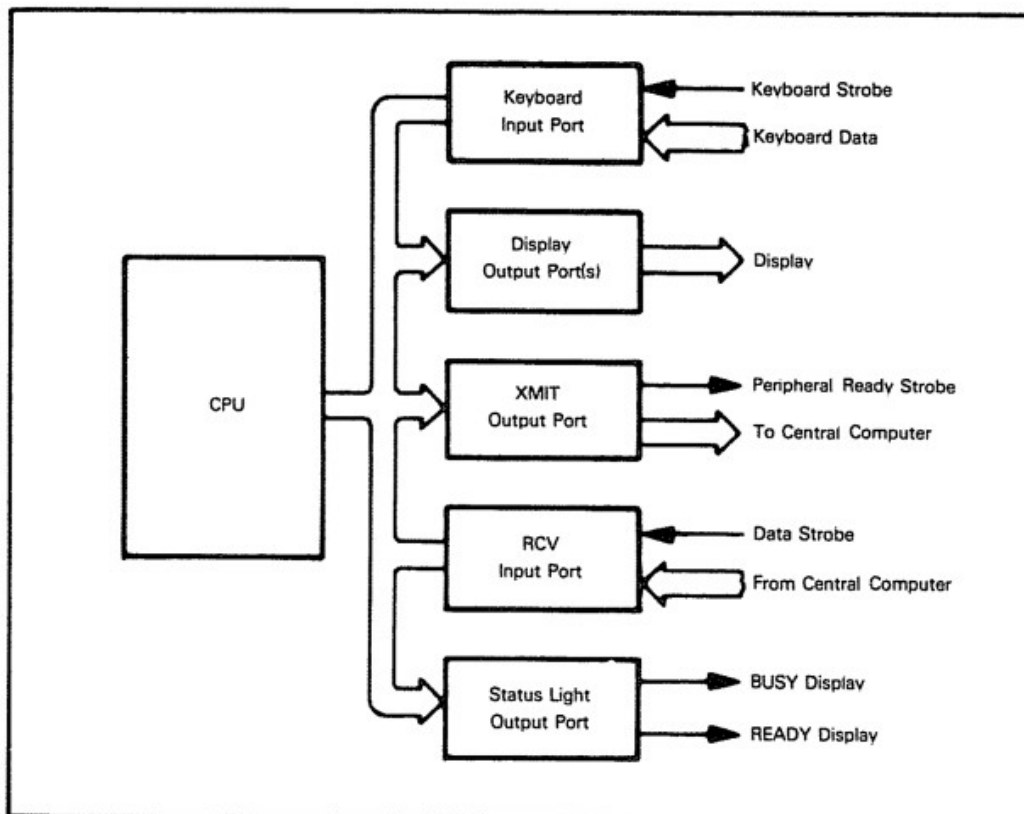 Keyboard
Input Port
Keyboard Strobe
Keyboard Data
Display
Output Port(s)
Display
CPU
XMIT
Output Port
Peripheral Ready Strobe
To Central Computer
RCV
Input Port
Data Strobe
From Central Computer
Status Light
Output Port
BUSY Display
READY Display